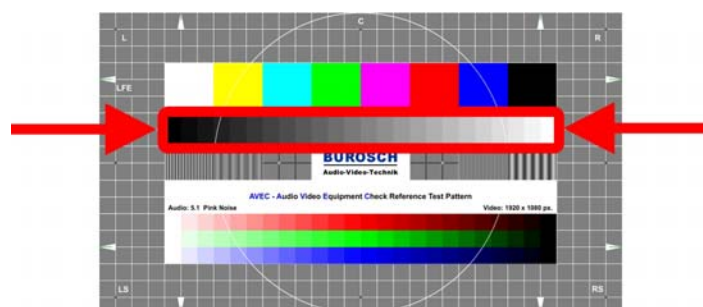 L C R
LFE
BUROSCH
Audio-Video-Technik
AVEC - Audio Video Equipment Check Reference Test Pattern
Audio: 5.1 Pink Noise Video: 1920 x 1080 px.
LS RS